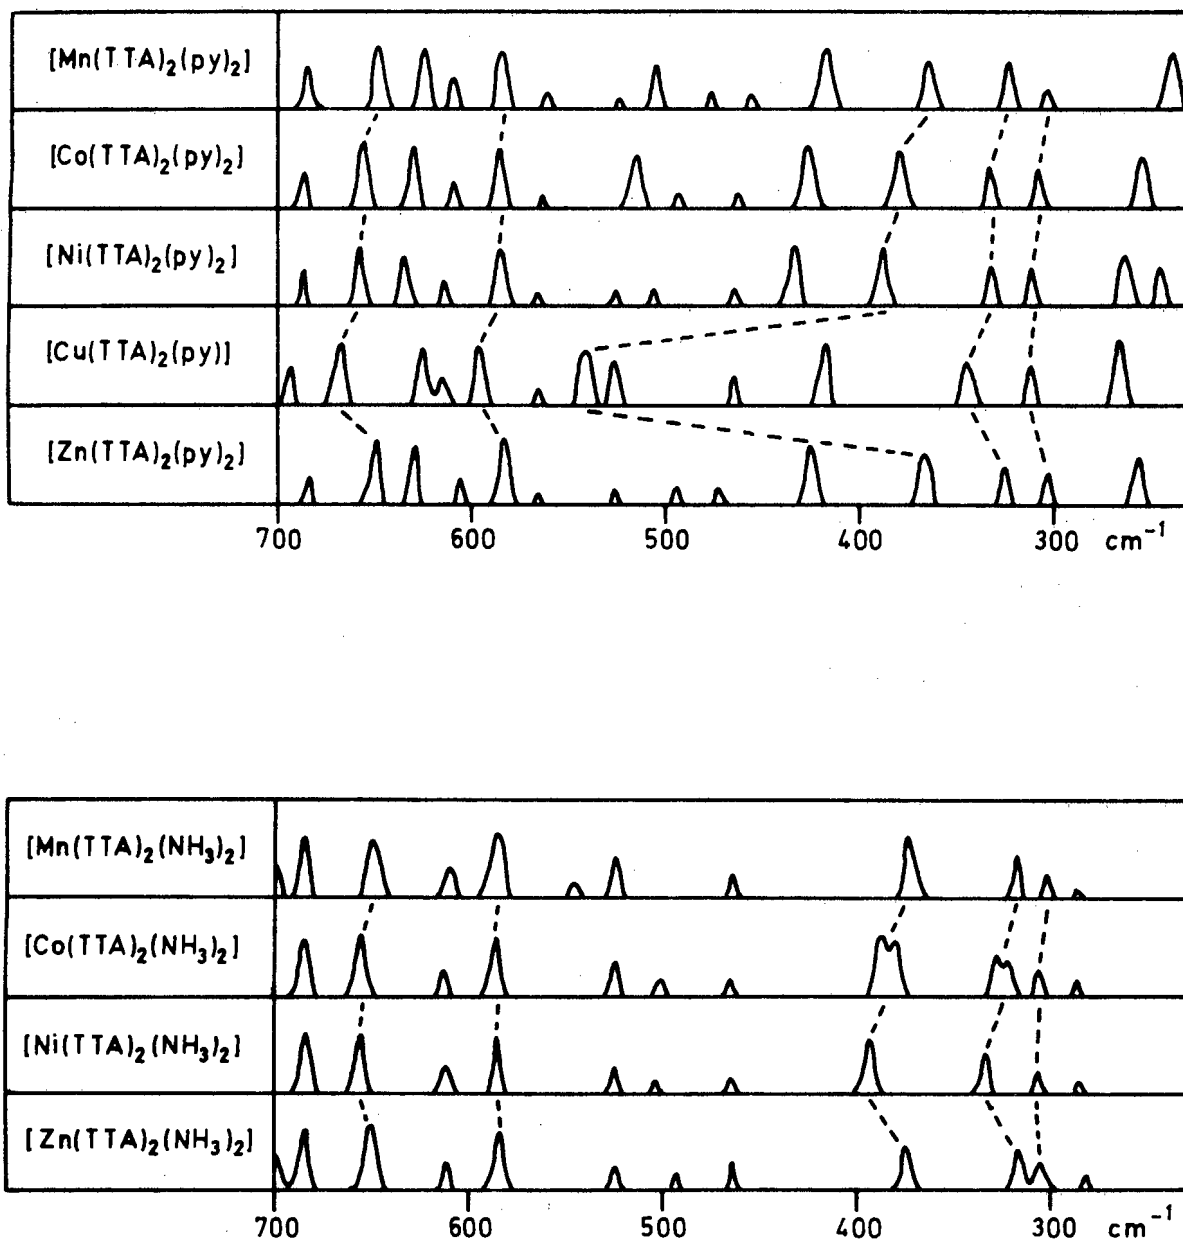 [Mn(TTA)₂(py)₂]
[Co(TTA)₂(py)₂]
[Ni(TTA)₂(py)₂]
[Cu(TTA)₂(py)]
[Zn(TTA)₂(py)₂]
700 600 500 400 300 cm⁻¹
[Mn(TTA)₂(NH₃)₂]
[Co(TTA)₂(NH₃)₂]
[Ni(TTA)₂(NH₃)₂]
[Zn(TTA)₂(NH₃)₂]
700 600 500 400 300 cm⁻¹